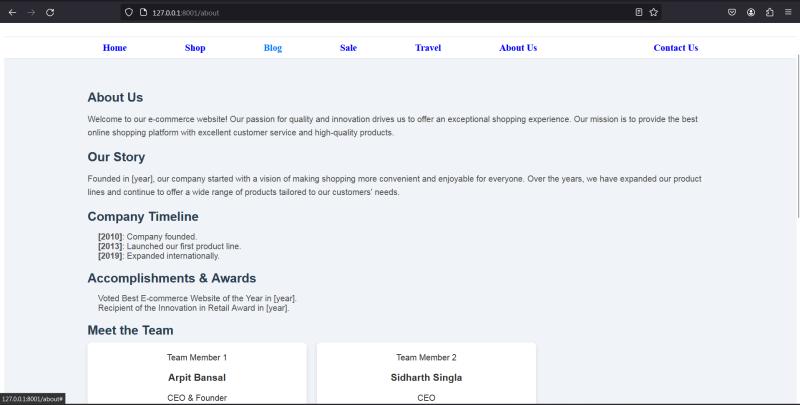 127.0.0.1:8001/about
Home Shop Blog Sale Travel About Us Contact Us
About Us
Welcome to our e-commerce website! Our passion for quality and innovation drives us to offer an exceptional shopping experience. Our mission is to provide the best
online shopping platform with excellent customer service and high-quality products.
Our Story
Founded in [year], our company started with a vision of making shopping more convenient and enjoyable for everyone. Over the years, we have expanded our product
lines and continue to offer a wide range of products tailored to our customers' needs.
Company Timeline
[2010]: Company founded.
[2013]: Launched our first product line.
[2019]: Expanded internationally.
Accomplishments & Awards
Voted Best E-commerce Website of the Year in [year].
Recipient of the Innovation in Retail Award in [year].
Meet the Team
Team Member 1 Team Member 2
Arpit Bansal Sidharth Singla
CEO & Founder CEO
127.0.0.1:8001/about#